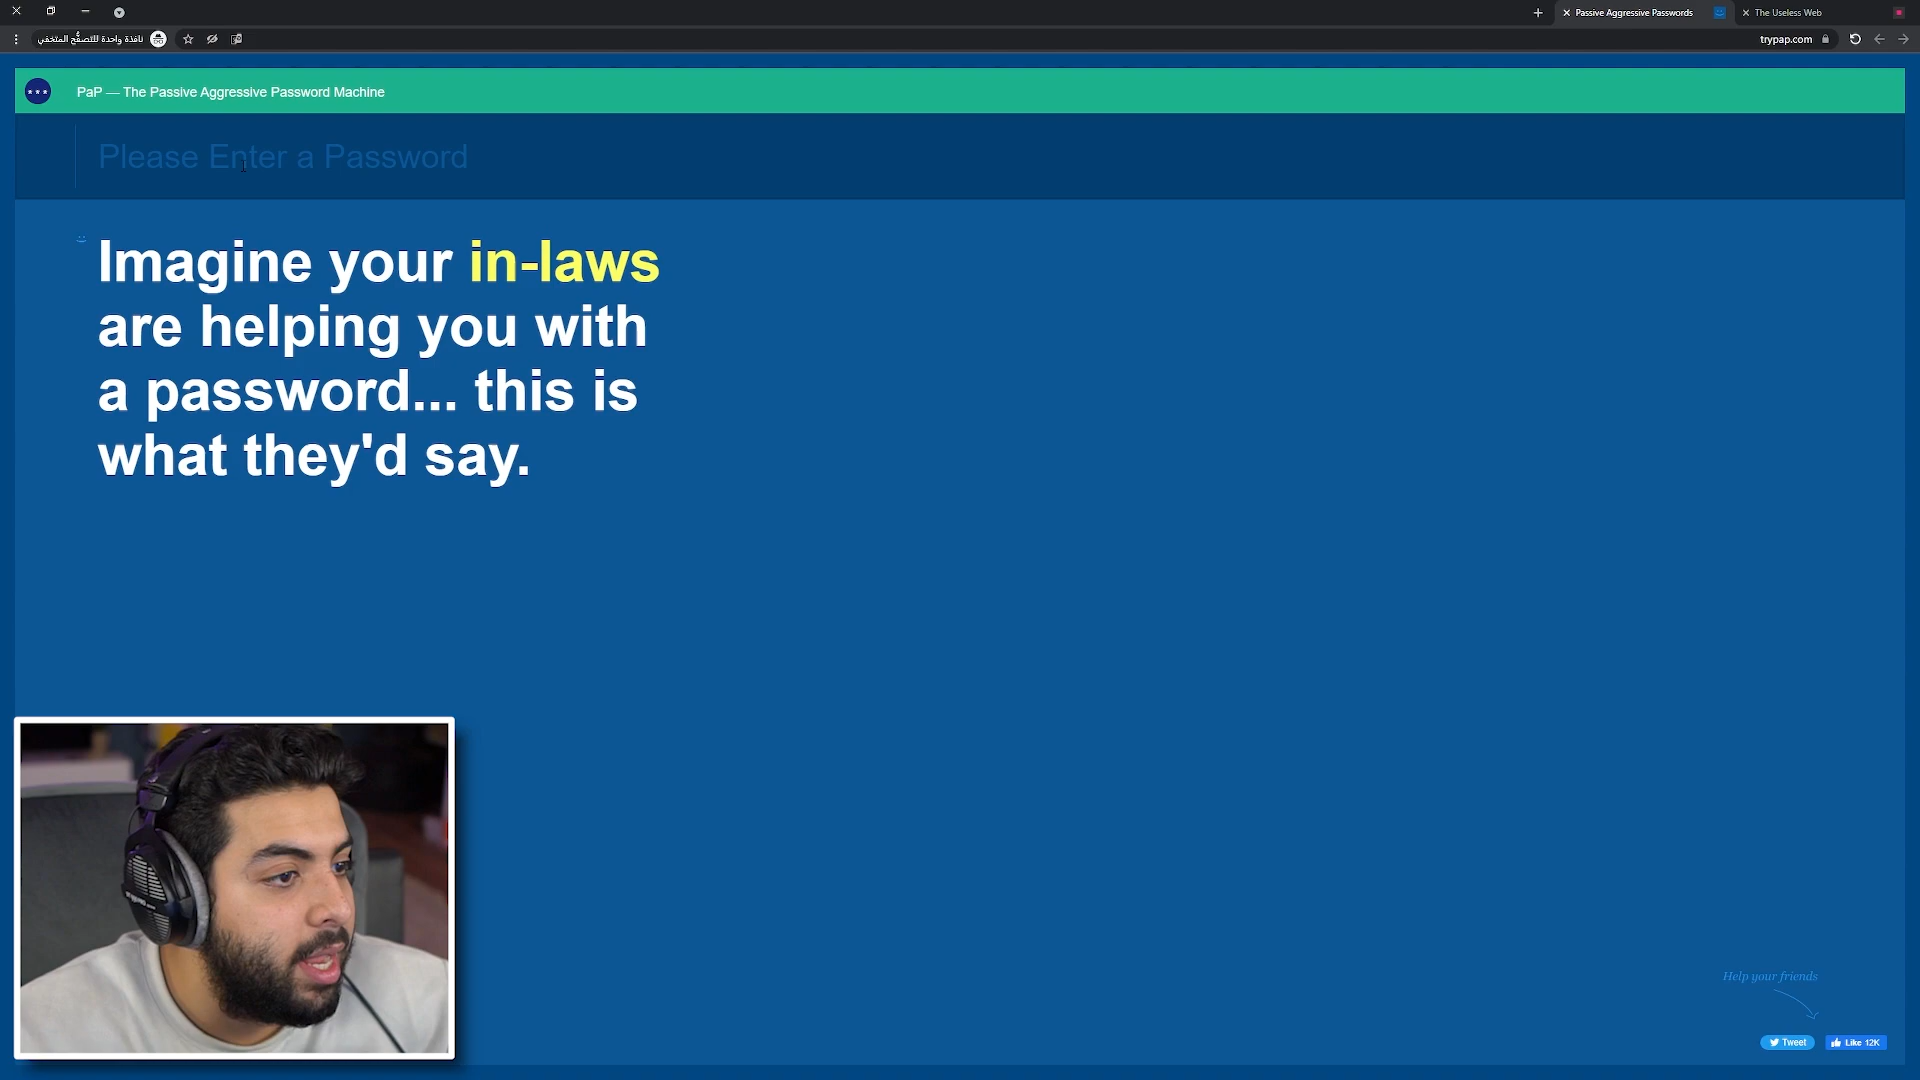 Passive Aggressive Passwords
The Useless Web
نافذة واحدة للتصفُّح المتخفي
trypap.com
PaP — The Passive Aggressive Password Machine
Please Enter a Password
Imagine your in-laws
are helping you with
a password... this is
what they'd say.
Help your friends
Tweet
Like 12K